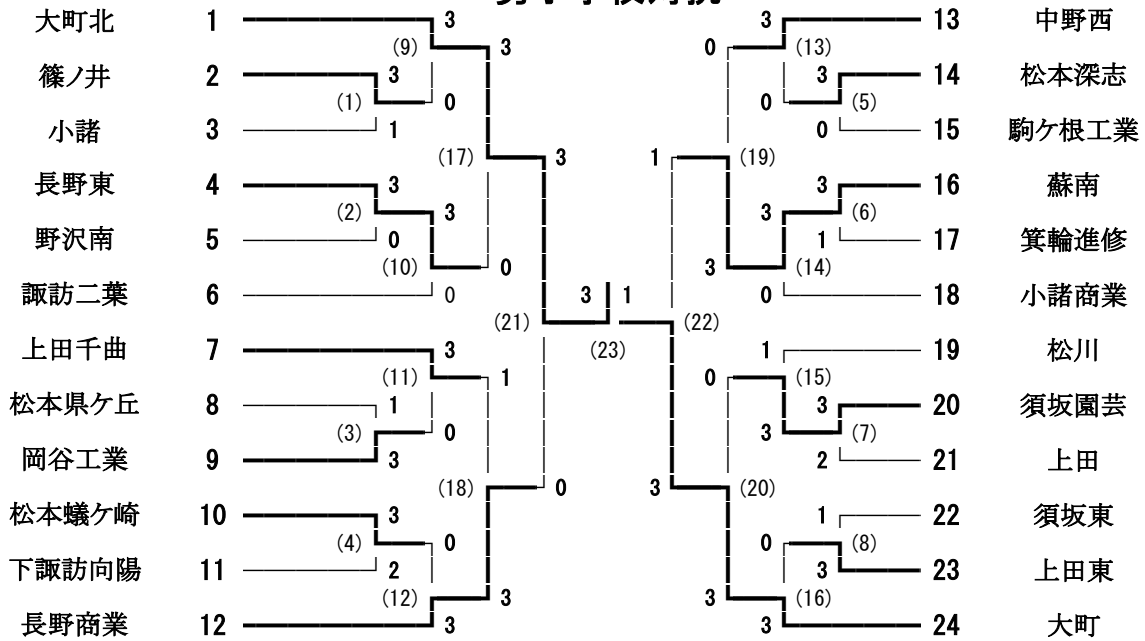 大町北 1 3 3 13 中野西
(9) 3 0 (13)
篠ノ井 2 3 3 14 松本深志
(1) 0 0 (5)
小諸 3 1 0 15 駒ケ根工業
(17) 3 1 (19)
長野東 4 3 3 16 蘇南
(2) 3 3 (6)
野沢南 5 0 1 17 箕輪進修
(10) 0 3 (14)
諏訪二葉 6 0 3 1 0 18 小諸商業
(21) (22)
上田千曲 7 3 (23) 1 19 松川
(11) 1 0 (15)
松本県ケ丘 8 1 3 20 須坂園芸
(3) 0 3 (7)
岡谷工業 9 3 2 21 上田
(18) 0 3 (20)
松本蟻ケ崎 10 3 1 22 須坂東
(4) 0 0 (8)
下諏訪向陽 11 2 3 23 上田東
(12) 3 3 (16)
長野商業 12 3 3 24 大町